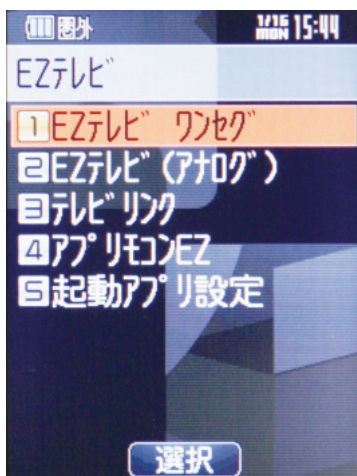 圏外 1/15 MON 15:44
EZテレビ
1 EZテレビ ワンセグ
2 EZテレビ(アナログ)
3 テレビリンク
4 アプリモコンEZ
5 起動アプリ設定
選択